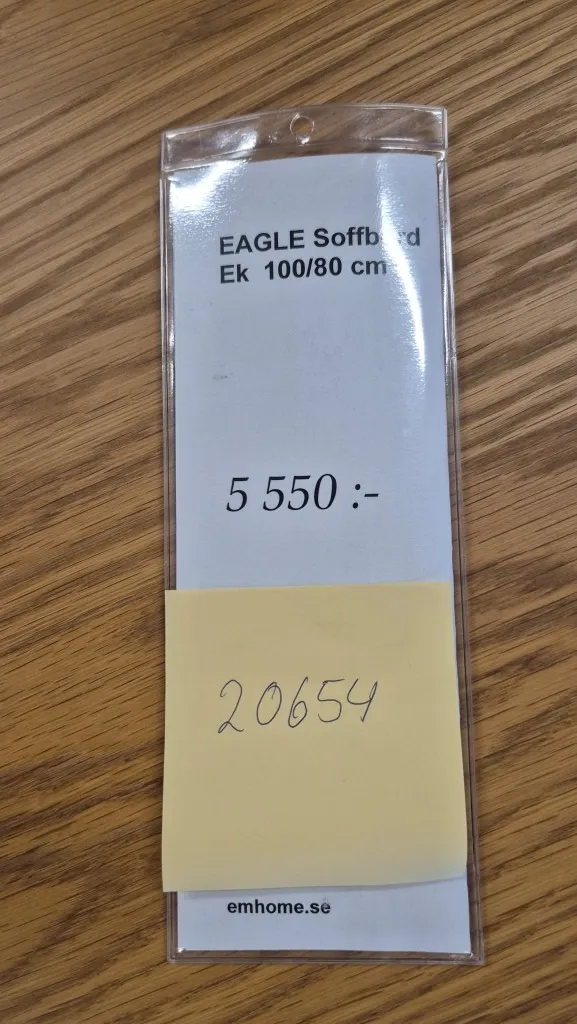 EAGLE Soffbord
Ek 100/80 cm
5 550 :-
20654
emhome.se